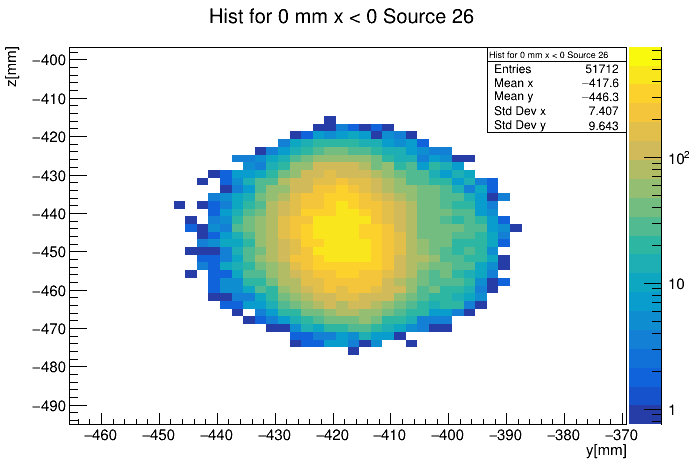 Hist for 0 mm x < 0 Source 26
z[mm]
Hist for 0 mm x < 0 Source 26
Entries 51712
Mean x −417.6
Mean y −446.3
Std Dev x 7.407
Std Dev y 9.643
−400
−410
−420
−430
−440
−450
−460
−470
−480
−490
10²
10
1
−460 −450 −440 −430 −420 −410 −400 −390 −380 −370
y[mm]